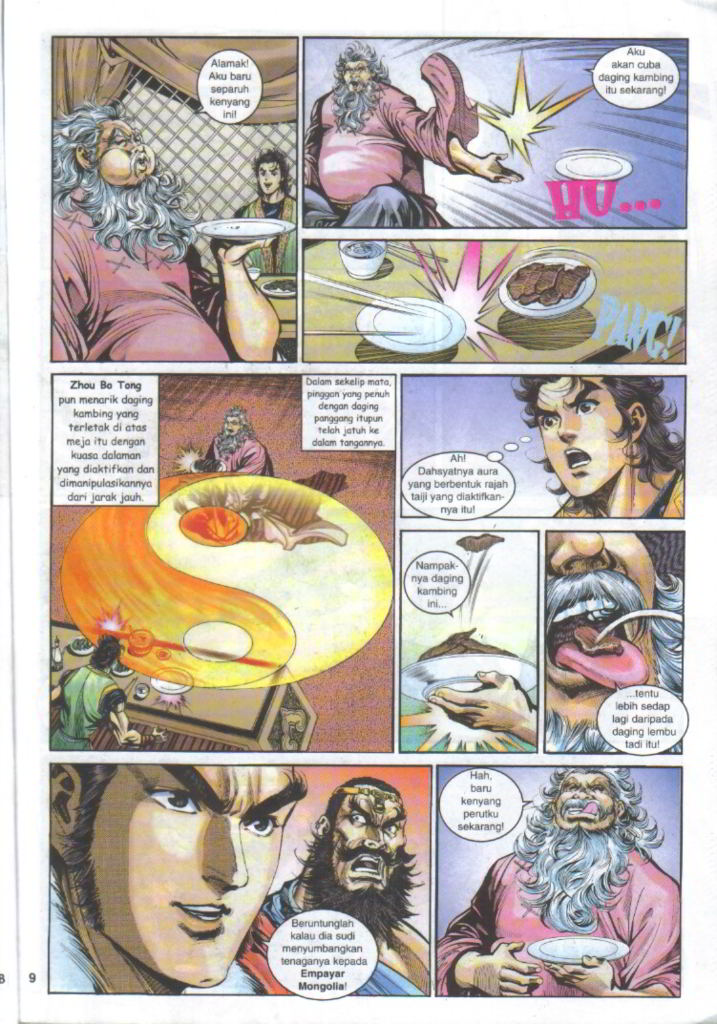 Alamak!
Aku baru
separuh
kenyang
ini!
Aku
akan cuba
daging kambing
itu sekarang!
HU...
PANG!
Zhou Bo Tong
pun menarik daging
kambing yang
terletak di atas
meja itu dengan
kuasa dalaman
yang diaktifkan dan
dimanipulasikannya
dari jarak jauh.
Dalam sekelip mata,
pinggan yang penuh
dengan daging
panggang itupun
telah jatuh ke
dalam tangannya.
Ah!
Dahsyatnya aura
yang berbentuk rajah
taiji yang diaktifkan-
nya itu!
Nampak-
nya daging
kambing
ini...
...tentu
lebih sedap
lagi daripada
daging lembu
tadi itu!
Beruntunglah
kalau dia sudi
menyumbangkan
tenaganya kepada
Empayar
Mongolia!
Hah,
baru
kenyang
perutku
sekarang!
B
9